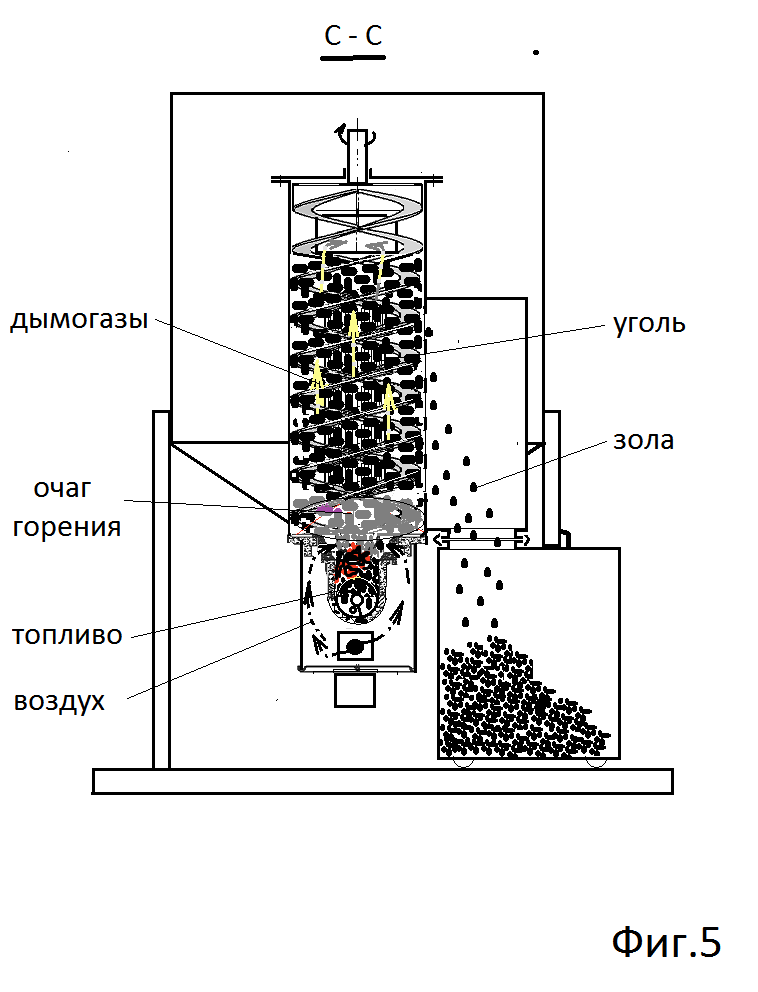 С - С
дымогазы
уголь
зола
очаг
горения
топливо
воздух
Фиг.5